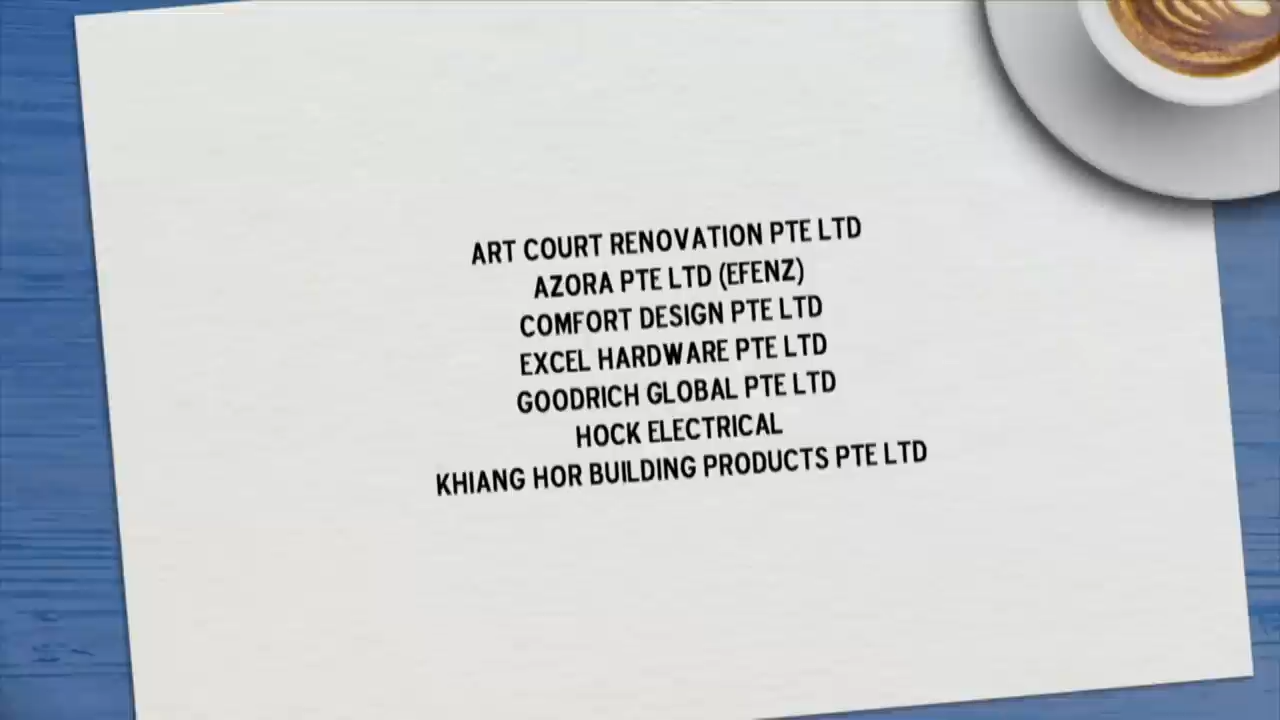 ART COURT RENOVATION PTE LTD
AZORA PTE LTD (EFENZ)
COMFORT DESIGN PTE LTD
EXCEL HARDWARE PTE LTD
GOODRICH GLOBAL PTE LTD
HOCK ELECTRICAL
KHIANG HOR BUILDING PRODUCTS PTE LTD